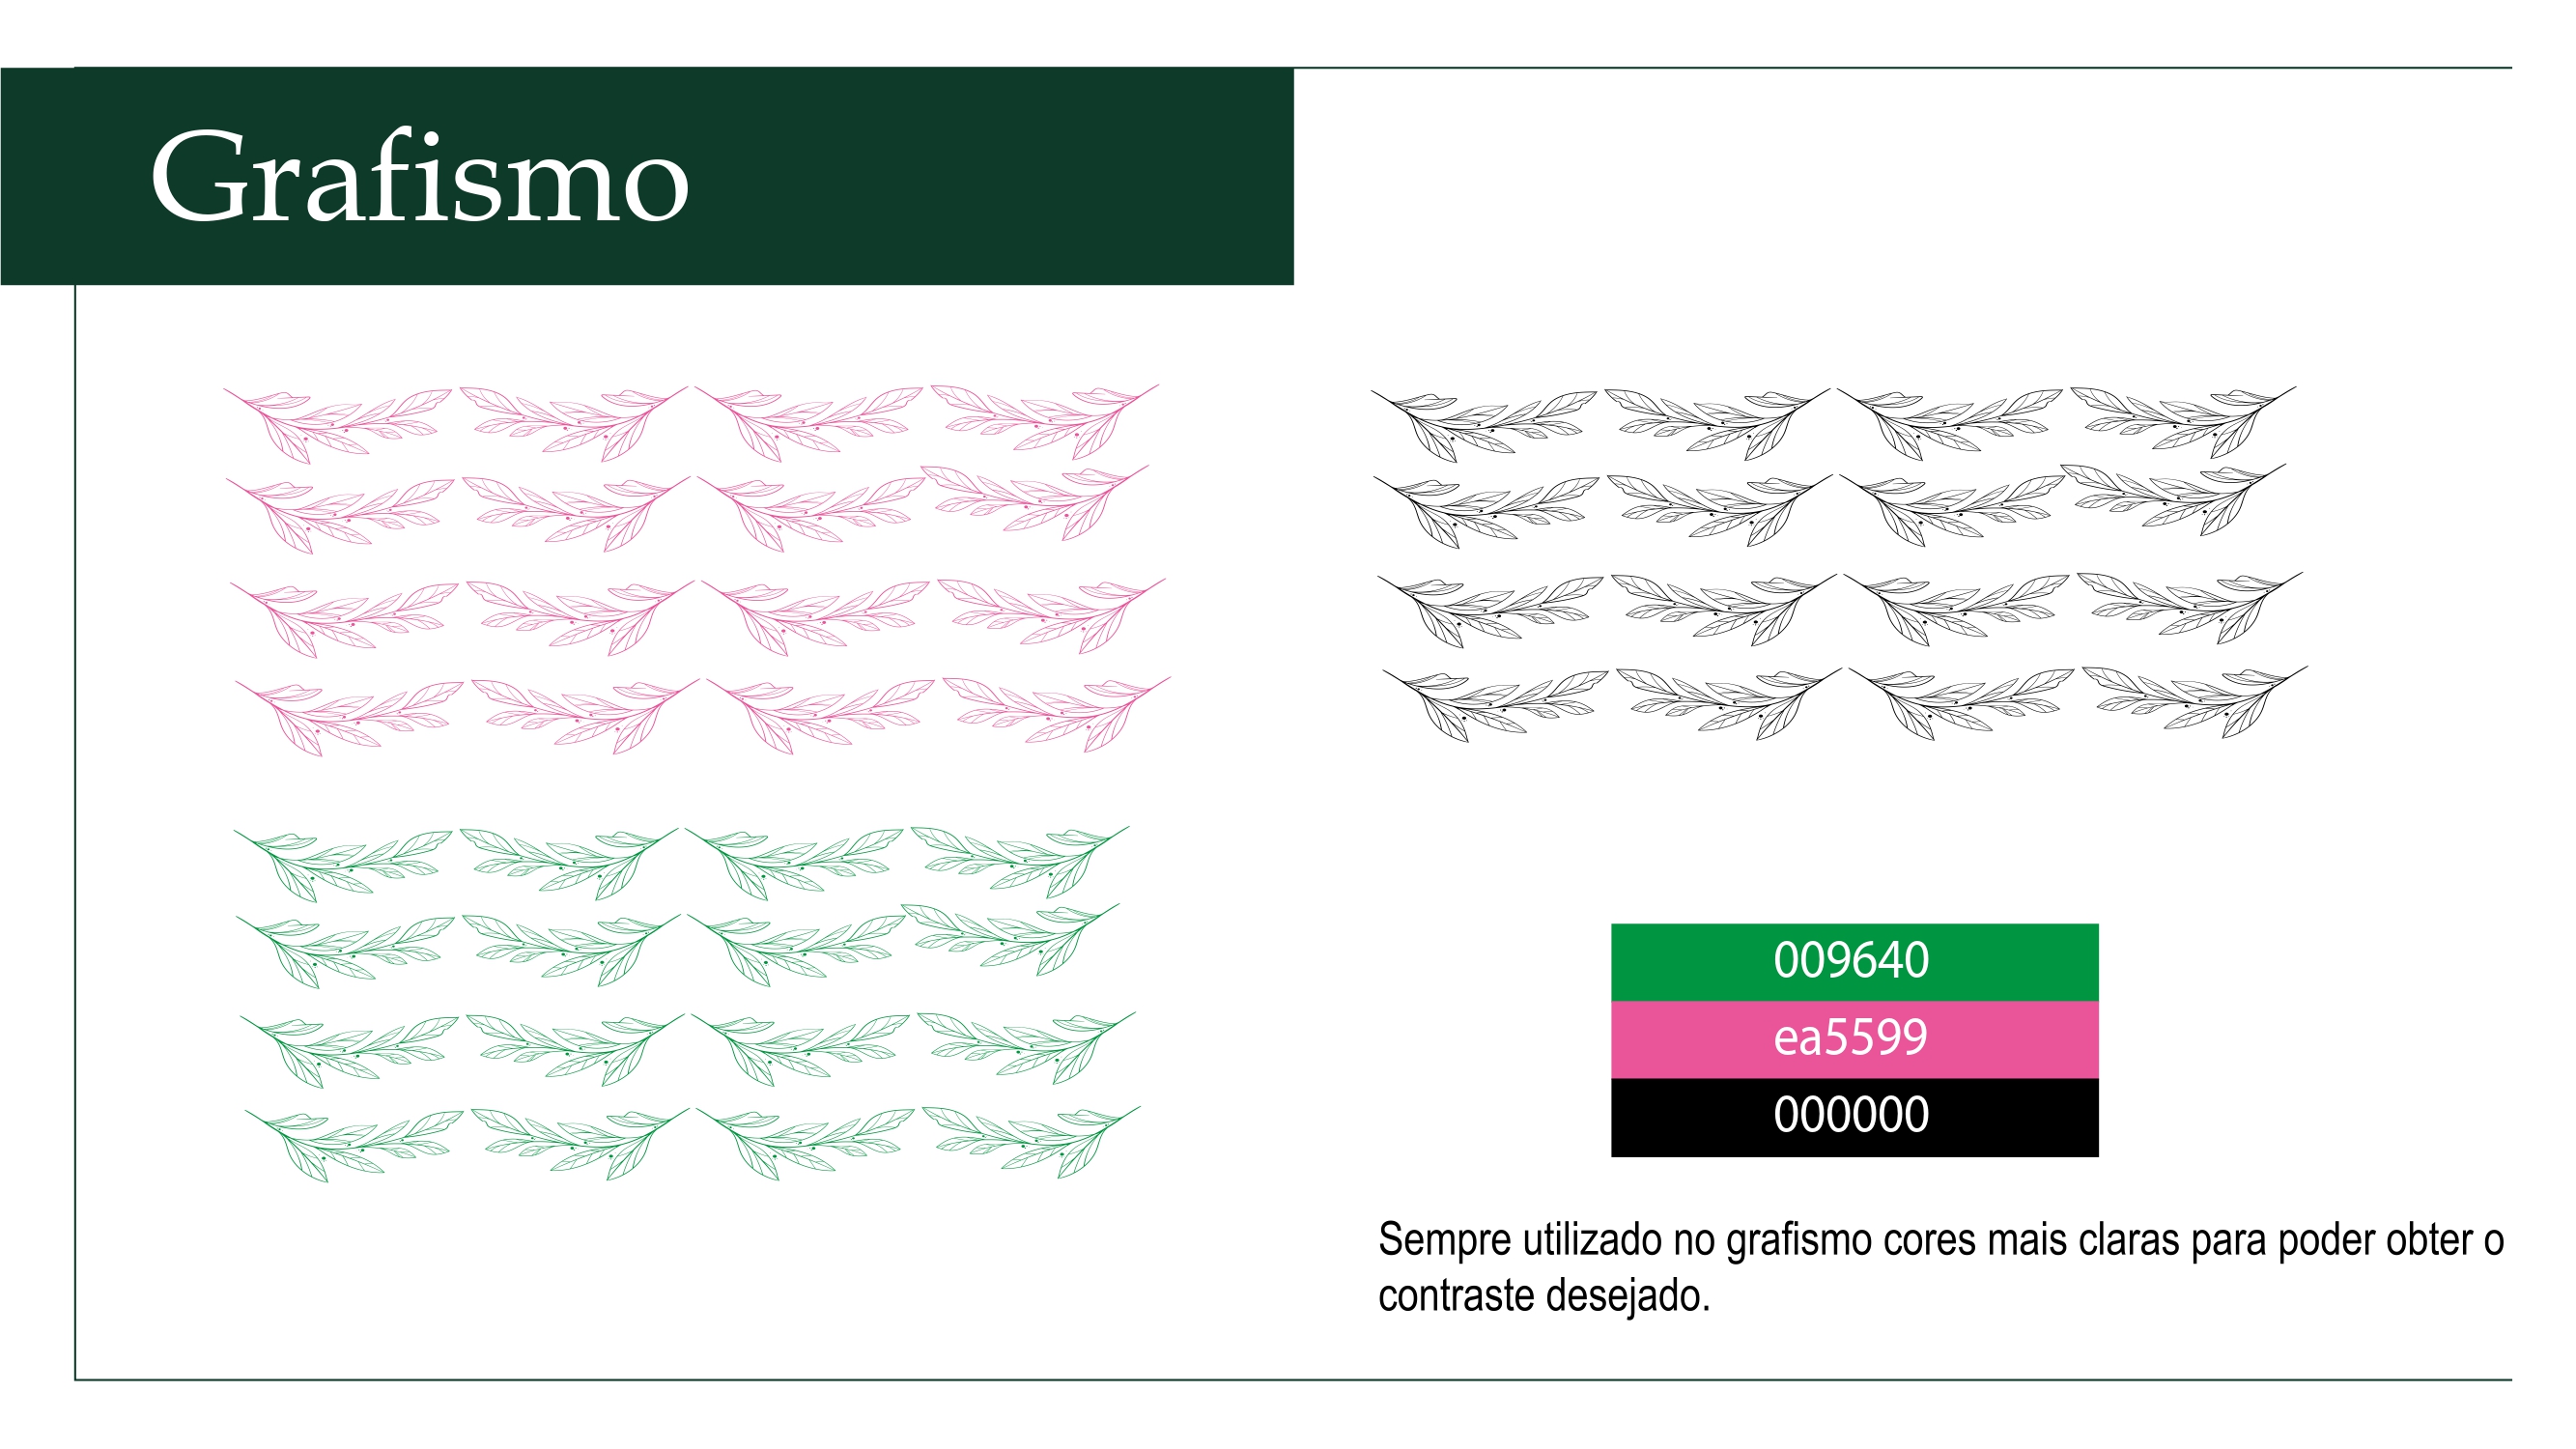 Grafismo
009640
ea5599
000000
Sempre utilizado no grafismo cores mais claras para poder obter o
contraste desejado.